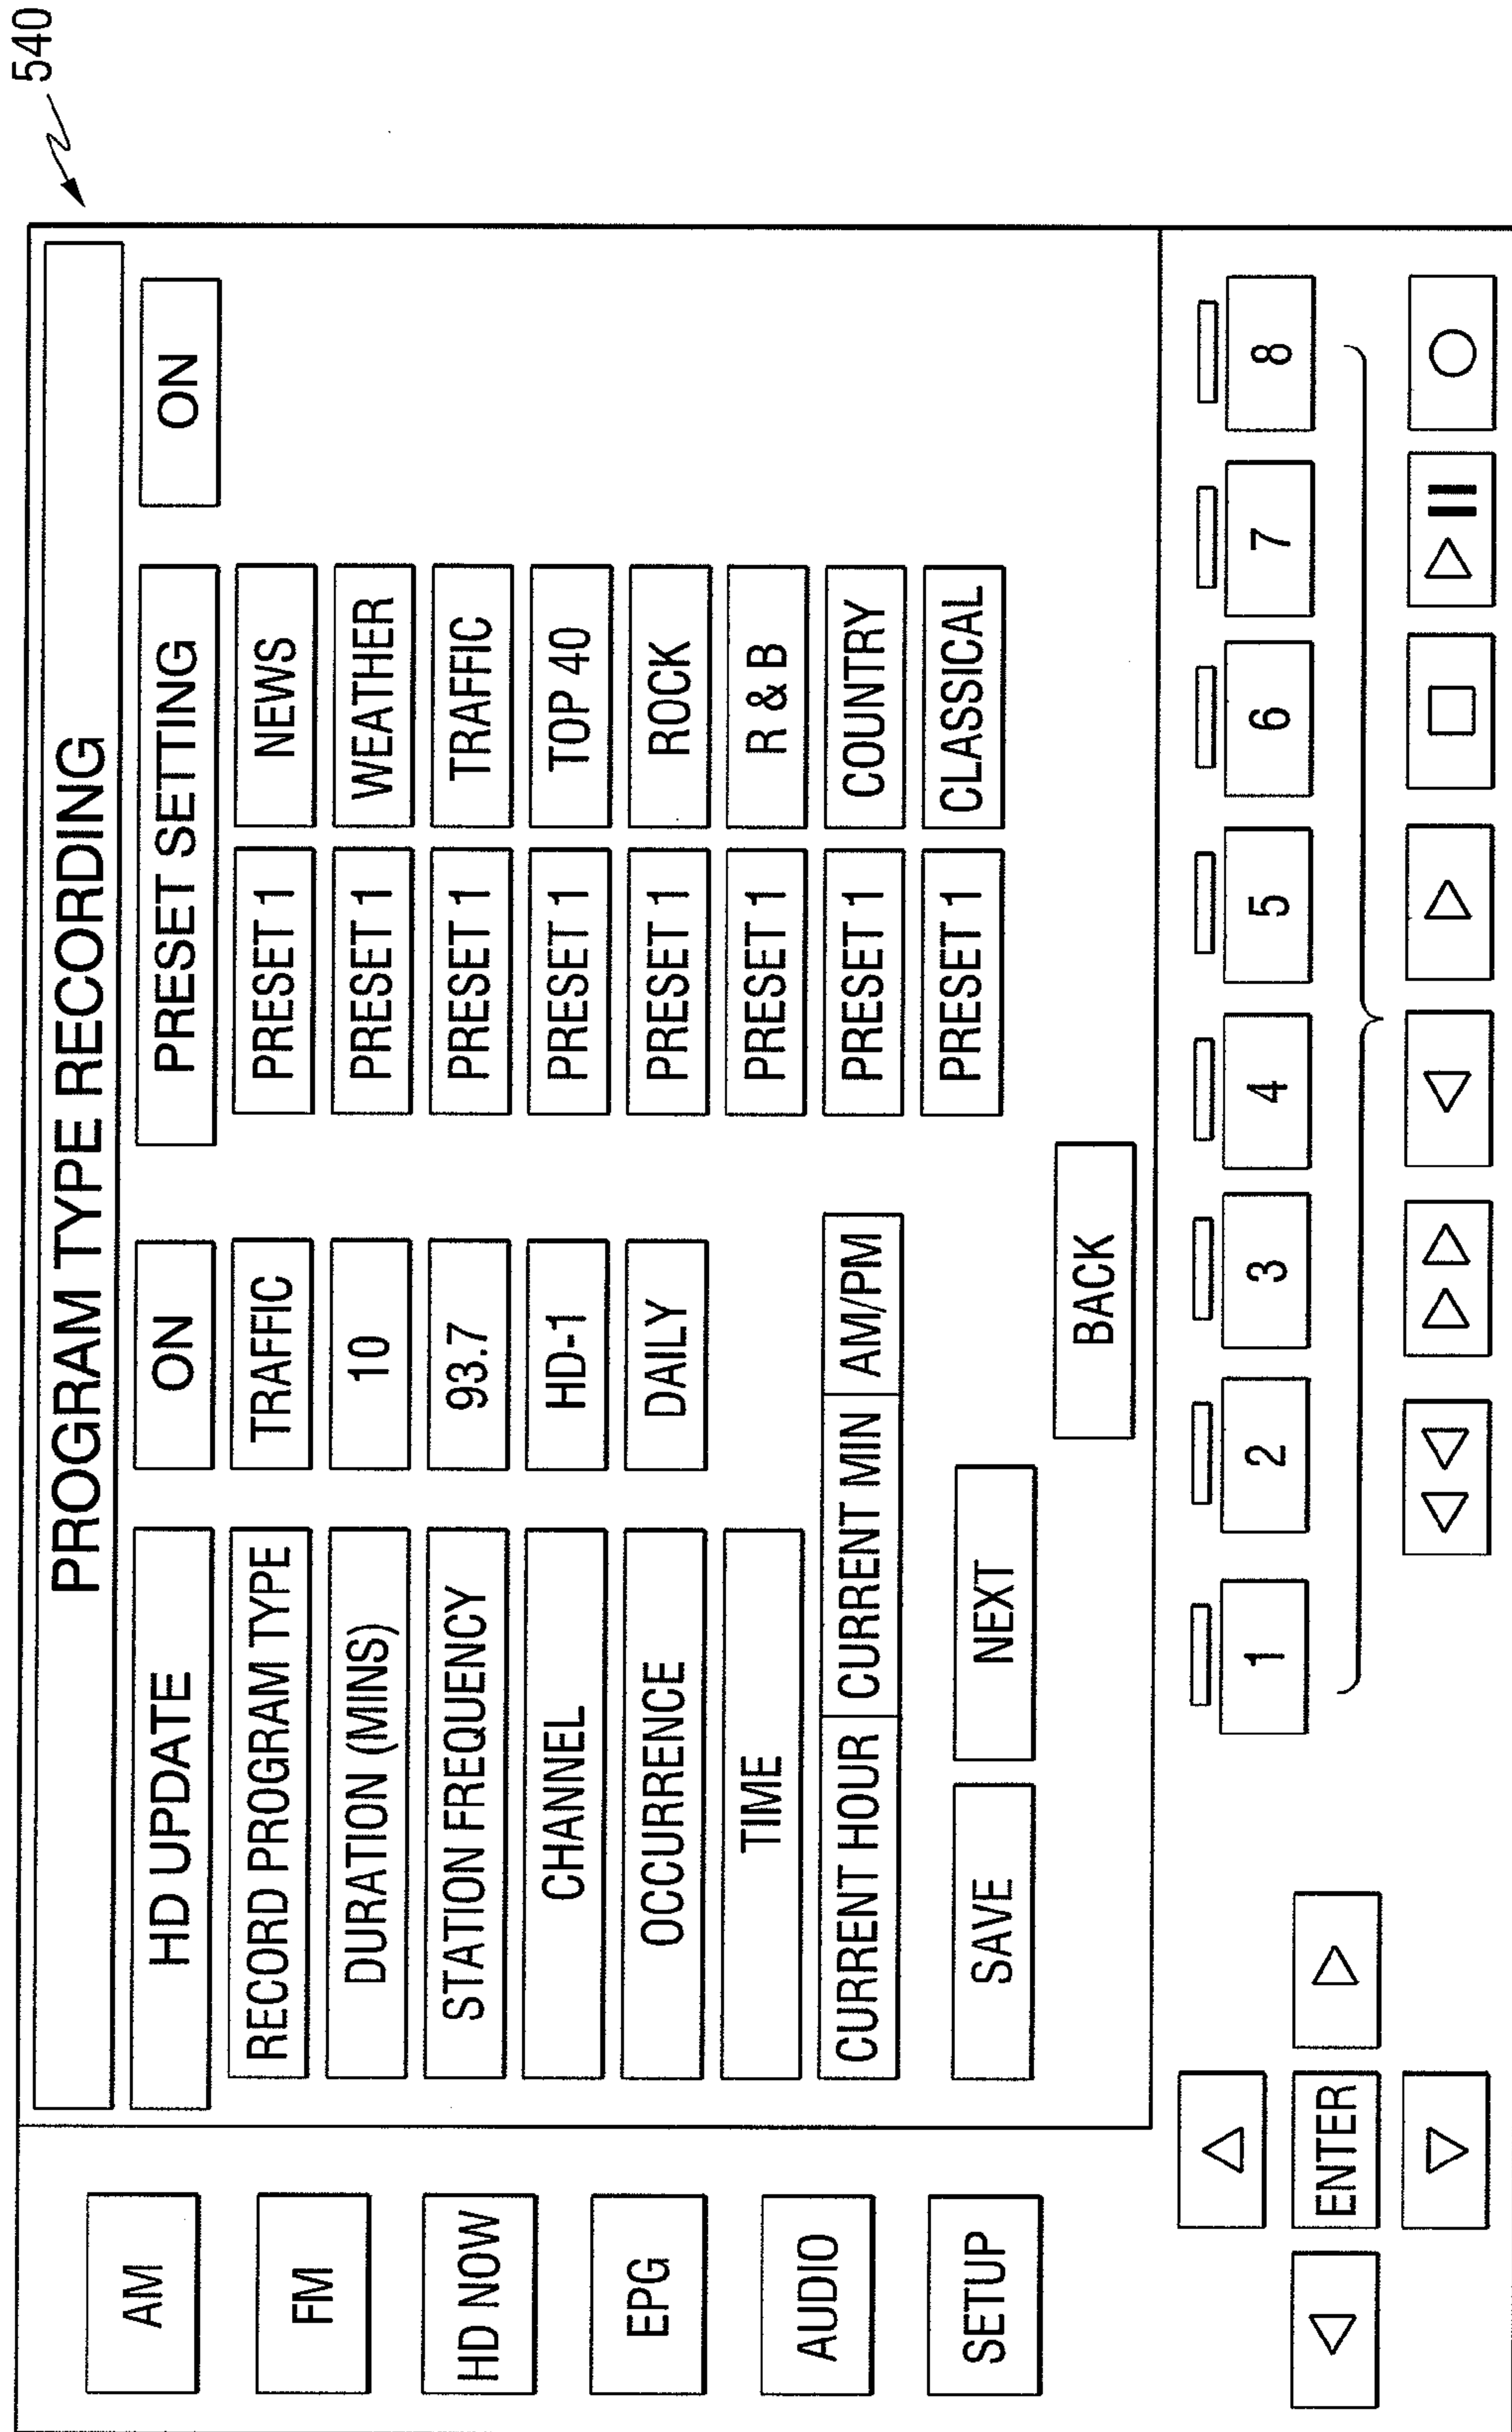 540
PROGRAM TYPE RECORDING
AM
FM
HD NOW
EPG
AUDIO
SETUP
HD UPDATE ON
RECORD PROGRAM TYPE TRAFFIC
DURATION (MINS) 10
STATION FREQUENCY 93.7
CHANNEL HD-1
OCCURRENCE DAILY
TIME
CURRENT HOUR CURRENT MIN AM/PM
SAVE NEXT
BACK
PRESET SETTING ON
PRESET 1 NEWS
PRESET 1 WEATHER
PRESET 1 TRAFFIC
PRESET 1 TOP 40
PRESET 1 ROCK
PRESET 1 R & B
PRESET 1 COUNTRY
PRESET 1 CLASSICAL
ENTER
1 2 3 4 5 6 7 8